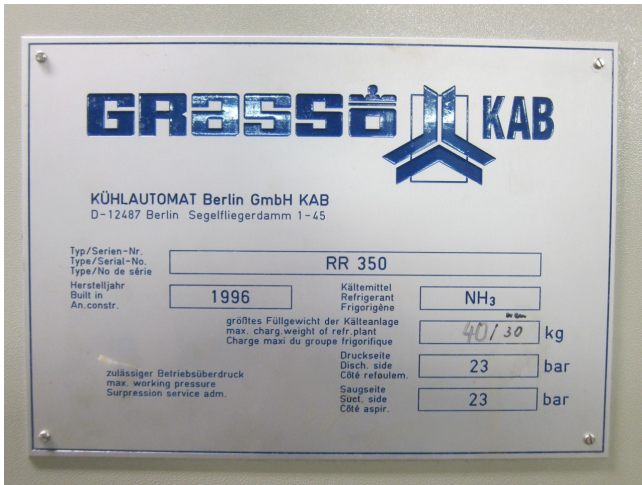 GRASSO KAB
KÜHLAUTOMAT Berlin GmbH KAB
D-12487 Berlin Segelfliegerdamm 1-45
Typ/Serien-Nr.
Type/Serial-No.
Type/No de série
RR 350
Herstelljahr
Built in
An.constr.
1996
Kältemittel
Refrigerant
Frigorigène
NH₃
größtes Füllgewicht der Kälteanlage
max. charg.weight of refr.plant
Charge maxi du groupe frigorifique
40/30 kg
zulässiger Betriebsüberdruck
max. working pressure
Surpression service adm.
Druckseite
Disch. side
Côté refoulem.
23 bar
Saugseite
Suct. side
Côté aspir.
23 bar